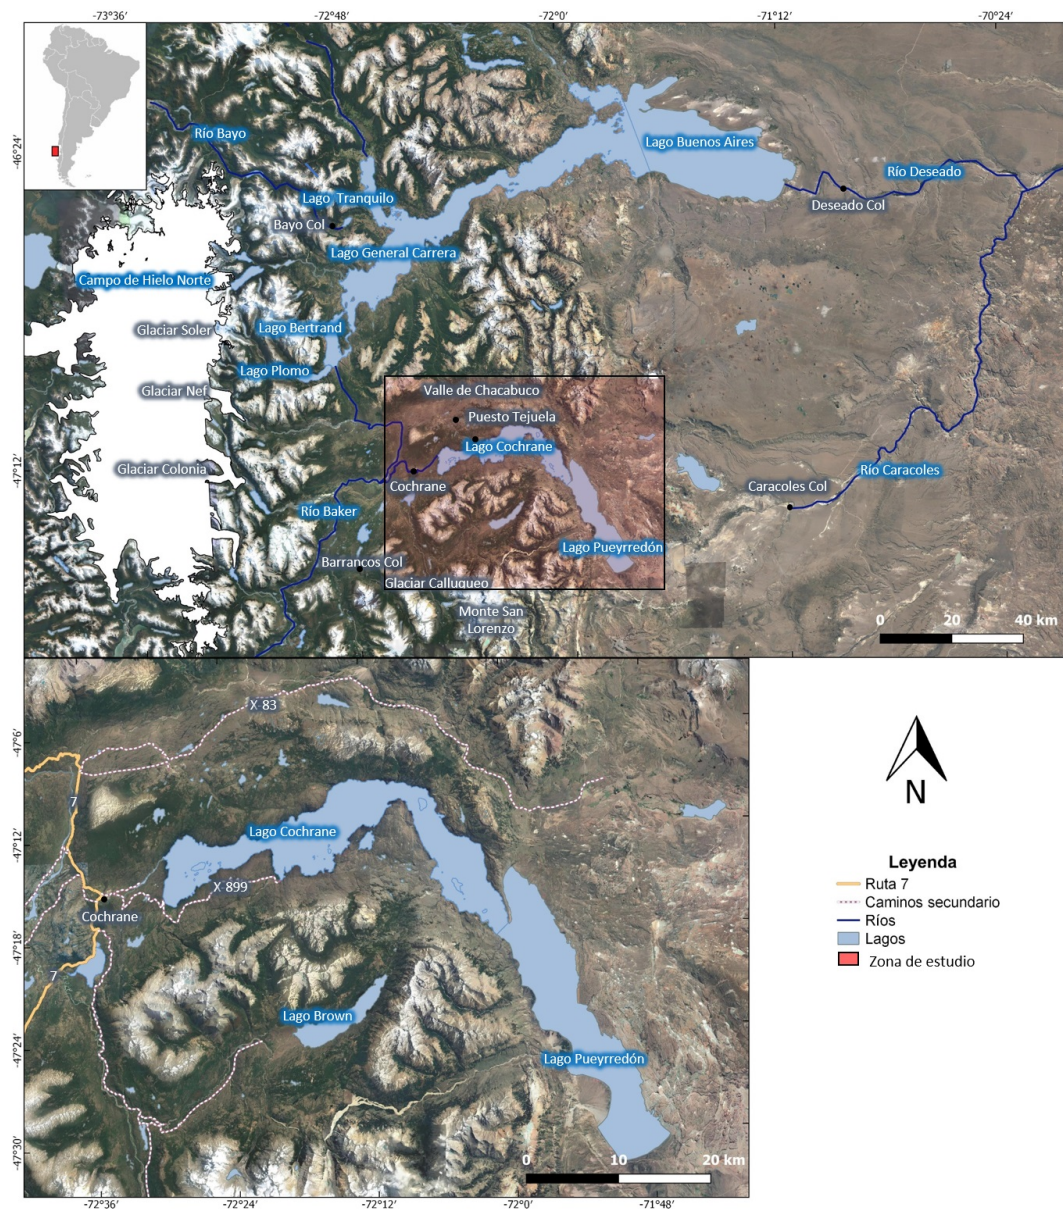 -73°36′
-72°48′
-72°0′
-71°12′
-70°24′
-46°24′
-47°12′
Río Bayo
Lago Buenos Aires
Río Deseado
Lago Tranquilo
Deseado Col
Bayo Col
Lago General Carrera
Campo de Hielo Norte
Glaciar Soler
Lago Bertrand
Lago Plomo
Glaciar Nef
Valle de Chacabuco
Puesto Tejuela
Lago Cochrane
Glaciar Colonia
Cochrane
Río Caracoles
Caracoles Col
Río Baker
Lago Pueyrredón
Barrancos Col
Glaciar Calluqueo
Monte San
Lorenzo
0 20 40 km
X 83
-47°6′
7
-47°12′
Lago Cochrane
X 899
Cochrane
-47°18′
7
Lago Brown
-47°24′
Lago Pueyrredón
-47°30′
0 10 20 km
-72°36′
-72°24′
-72°12′
-72°0′
-71°48′
N
Leyenda
Ruta 7
Caminos secundario
Ríos
Lagos
Zona de estudio